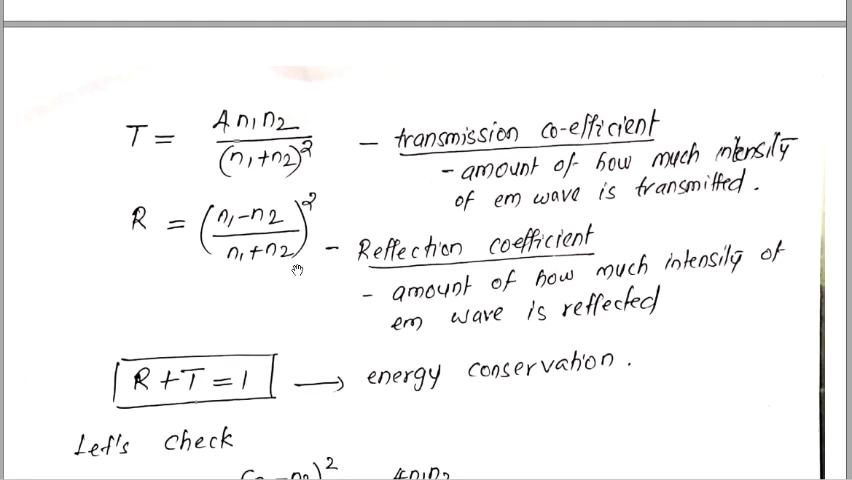 T = 4n₁n₂/(n₁+n₂)² - transmission co-efficient
- amount of how much intensity
of em wave is transmitted.
R = (n₁-n₂/n₁+n₂)² - Reflection coefficient
- amount of how much intensity of
em wave is reflected
R+T=1 → energy conservation.
Let's check
4n₁n₂